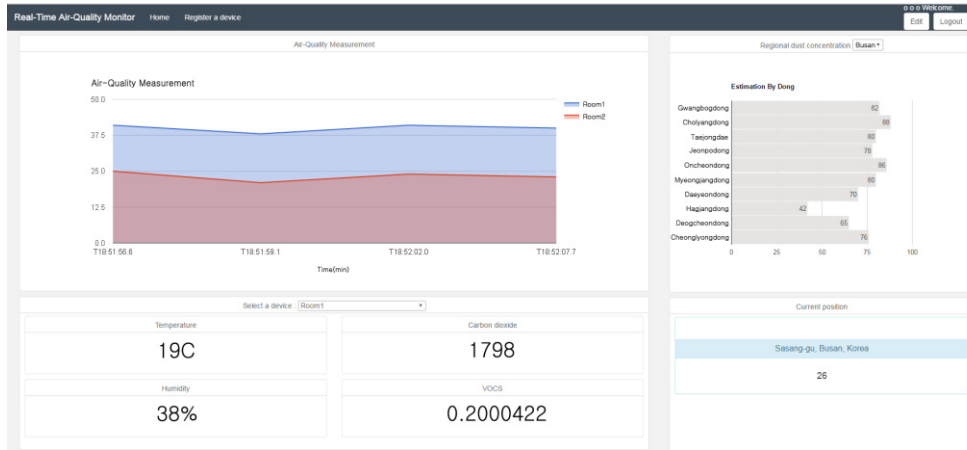 Real-Time Air-Quality Monitor Home Register a device
o o o Welcome.
Edit Logout
Air-Quality Measurement
Air-Quality Measurement
50.0
37.5
25.0
12.5
0.0
Room1
Room2
T18:51:56.6 T18:51:59.1 T18:52:02.0 T18:52:07.7
Time(min)
Regional dust concentration Busan
Estimation By Dong
Gwangbogdong 82
Cholyangdong 88
Taejongdae 80
Jeonpodong 78
Oncheondong 86
Myeongjangdong 80
Daeyeondong 70
Hagjangdong 42
Deogcheondong 65
Cheonglyongdong 76
0 25 50 75 100
Select a device : Room1
Temperature
19C
Carbon dioxide
1798
Humidity
38%
VOCS
0.2000422
Current position
Sasang-gu, Busan, Korea
26